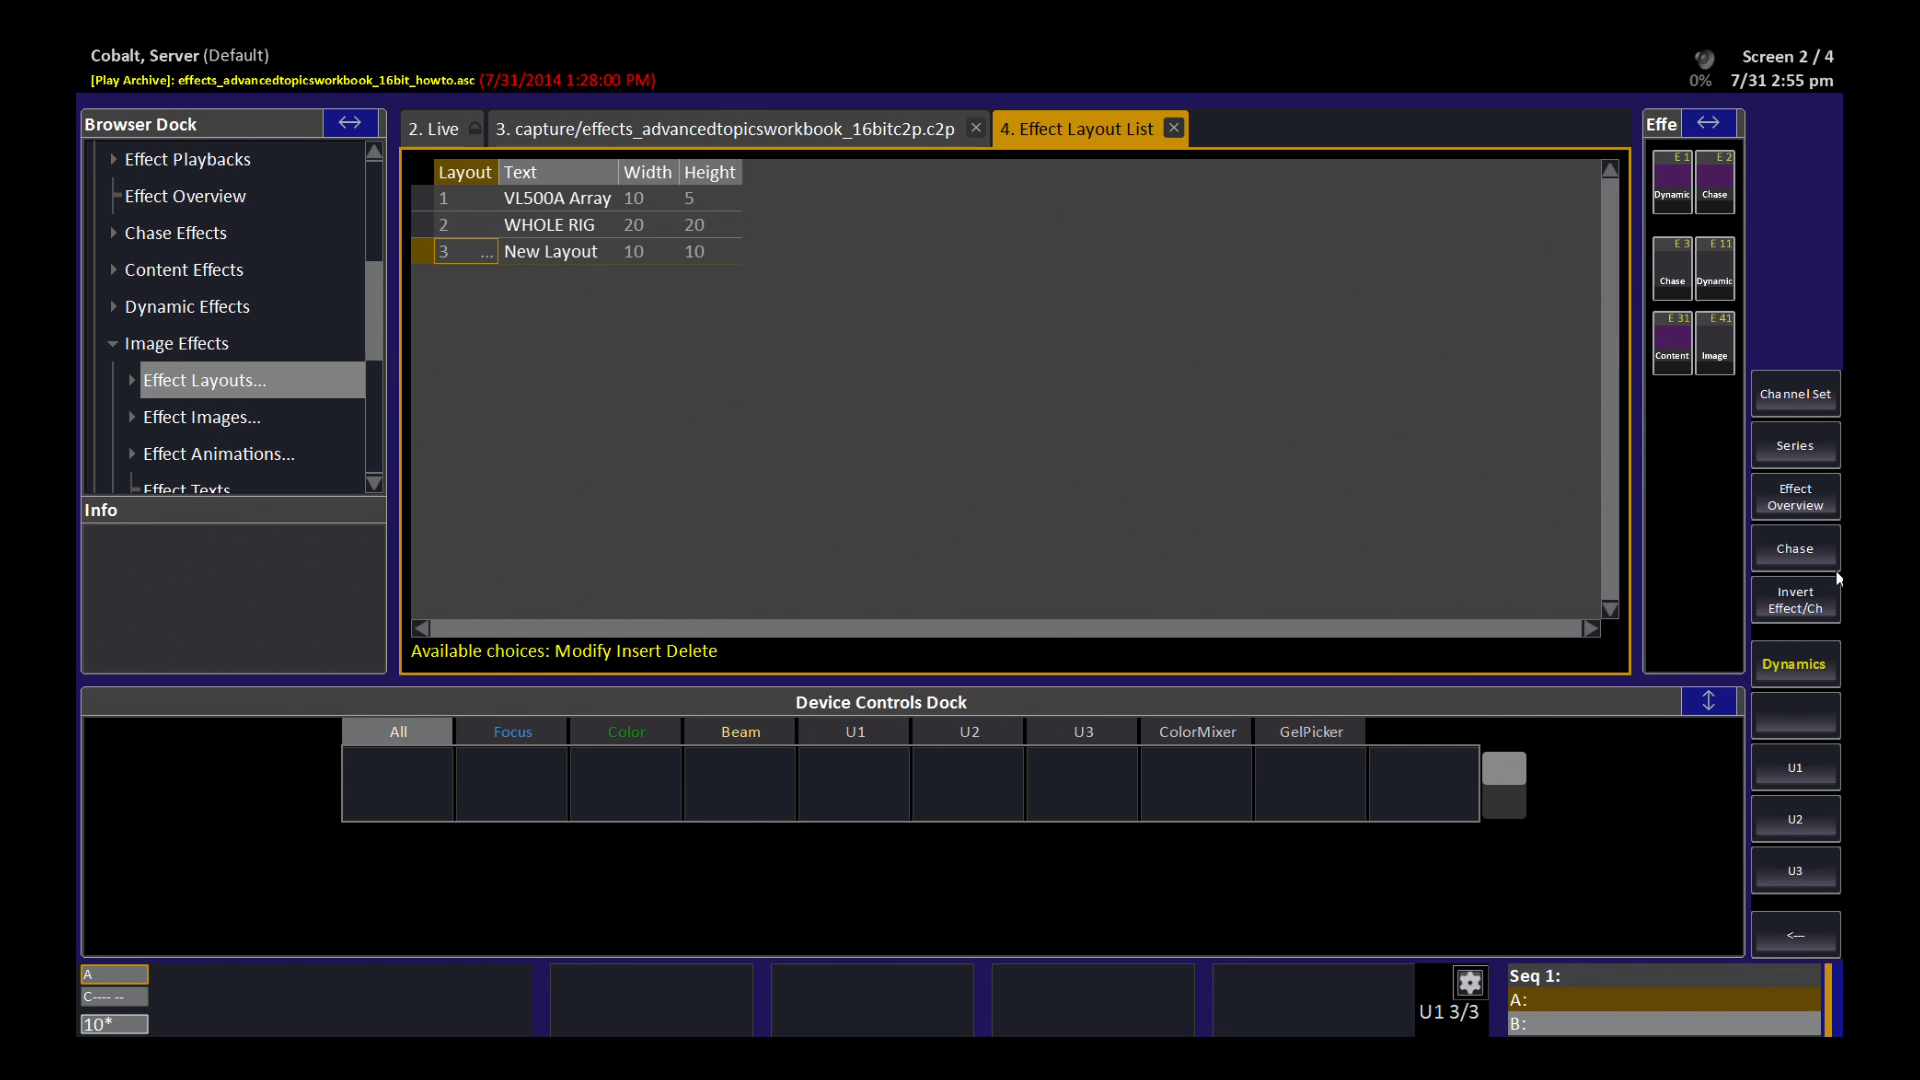 Cobalt, Server (Default)
[Play Archive]: effects_advancedtopicsworkbook_16bit_howto.asc (7/31/2014 1:28:00 PM)
0%
Screen 2 / 4
7/31 2:55 pm
Browser Dock
Effect Playbacks
Effect Overview
Chase Effects
Content Effects
Dynamic Effects
Image Effects
Effect Layouts...
Effect Images...
Effect Animations...
Effect Texts
Info
2. Live
3. capture/effects_advancedtopicsworkbook_16bitc2p.c2p
4. Effect Layout List
Layout Text Width Height
1 VL500A Array 10 5
2 WHOLE RIG 20 20
3 ... New Layout 10 10
Available choices: Modify Insert Delete
Effe
E 1 E 2
Dynamic Chase
E 3 E 11
Chase Dynamic
E 31 E 41
Content Image
Channel Set
Series
Effect
Overview
Chase
Invert
Effect/Ch
Dynamics
U1
U2
U3
<---
Device Controls Dock
All Focus Color Beam U1 U2 U3 ColorMixer GelPicker
A
C---- --
10*
U1 3/3
Seq 1:
A:
B: